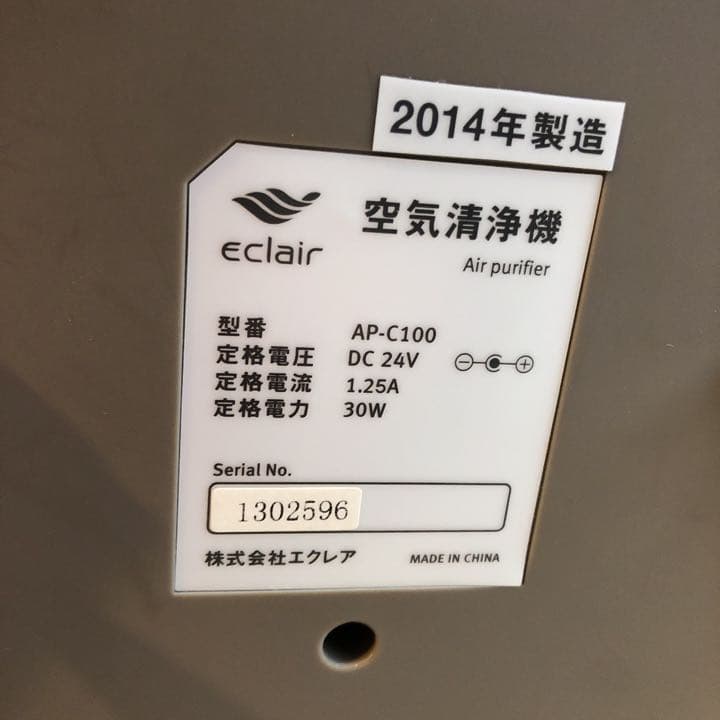 2014年製造
eclair
空気清浄機
Air purifier
型番 AP-C100
定格電圧 DC 24V
定格電流 1.25A
定格電力 30W
Serial No.
1302596
株式会社エクレア MADE IN CHINA